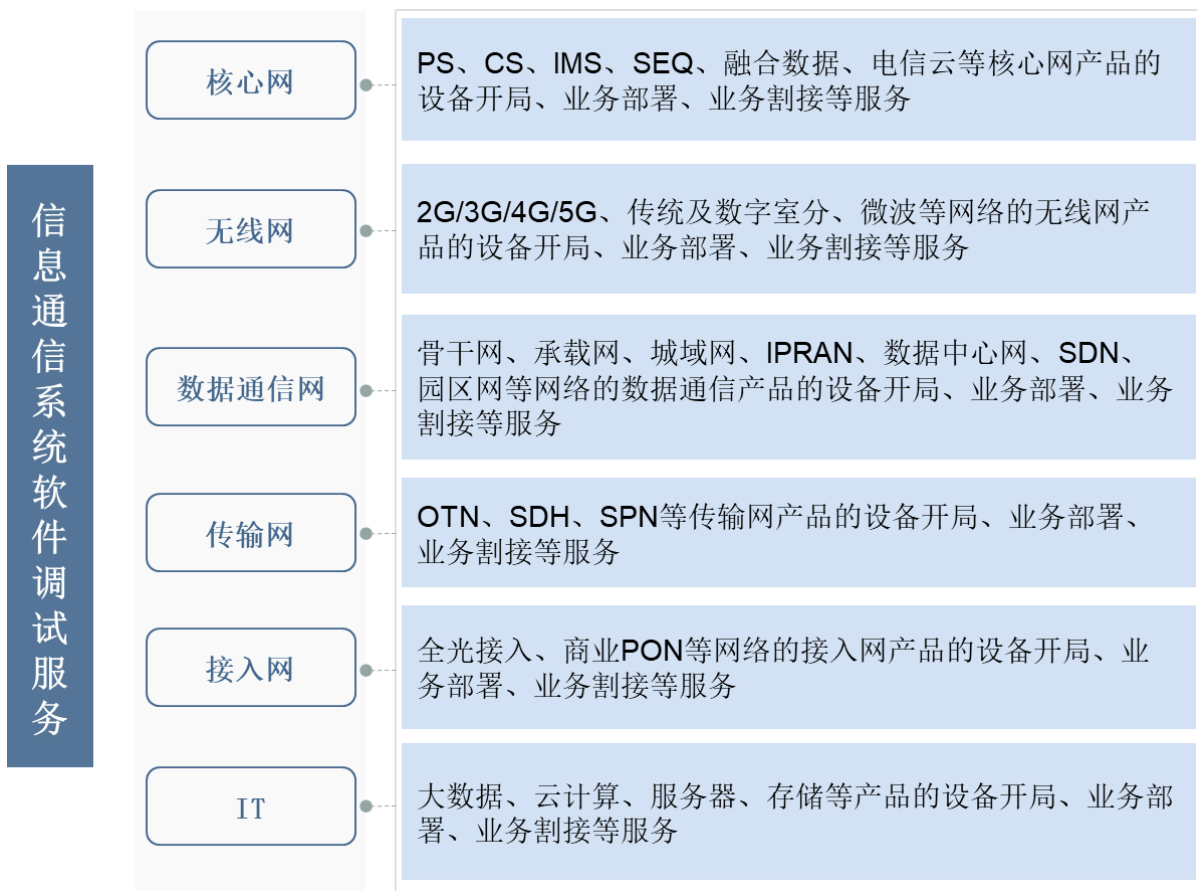 信息通信系统软件调试服务
核心网
PS、CS、IMS、SEQ、融合数据、电信云等核心网产品的
设备开局、业务部署、业务割接等服务
无线网
2G/3G/4G/5G、传统及数字室分、微波等网络的无线网产
品的设备开局、业务部署、业务割接等服务
数据通信网
骨干网、承载网、城域网、IPRAN、数据中心网、SDN、
园区网等网络的数据通信产品的设备开局、业务部署、业务
割接等服务
传输网
OTN、SDH、SPN等传输网产品的设备开局、业务部署、
业务割接等服务
接入网
全光接入、商业PON等网络的接入网产品的设备开局、业
务部署、业务割接等服务
IT
大数据、云计算、服务器、存储等产品的设备开局、业务部
署、业务割接等服务